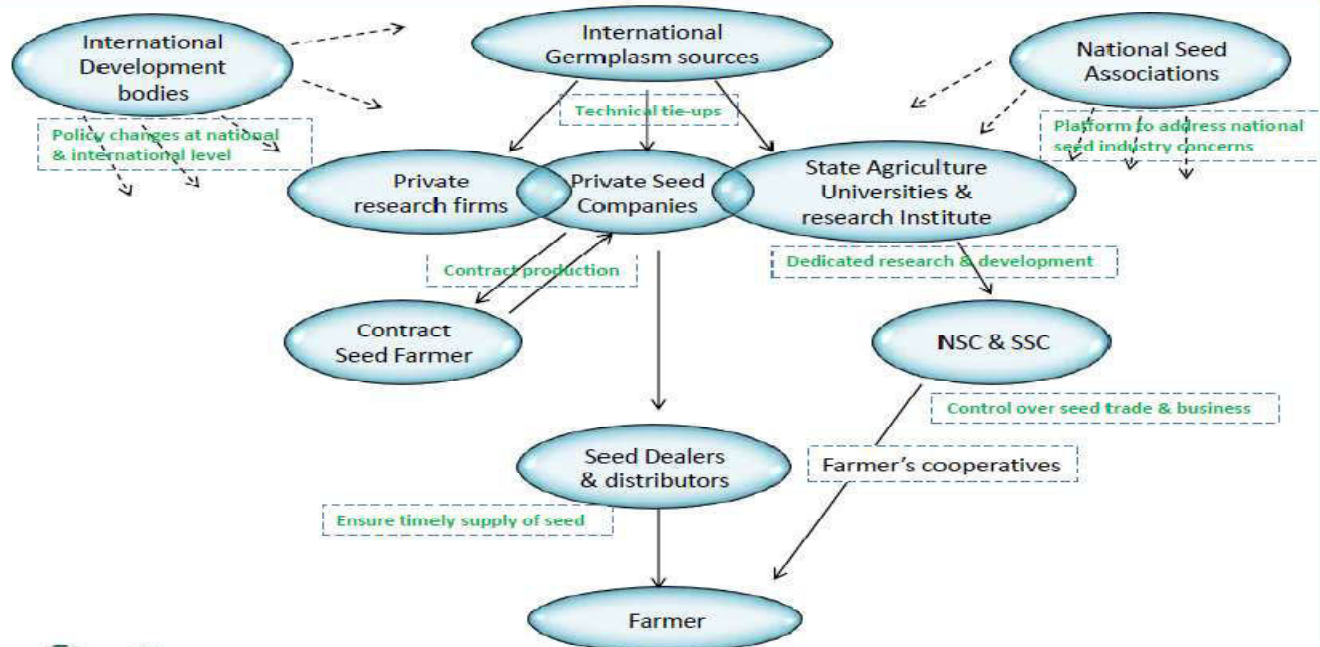 International
Development
bodies
International
Germplasm sources
National Seed
Associations
Policy changes at national
& international level
Technical tie-ups
Platform to address national
seed industry concerns
Private
research firms
Private Seed
Companies
State Agriculture
Universities &
research Institute
Contract production
Dedicated research & development
Contract
Seed Farmer
NSC & SSC
Control over seed trade & business
Seed Dealers
& distributors
Farmer's cooperatives
Ensure timely supply of seed
Farmer